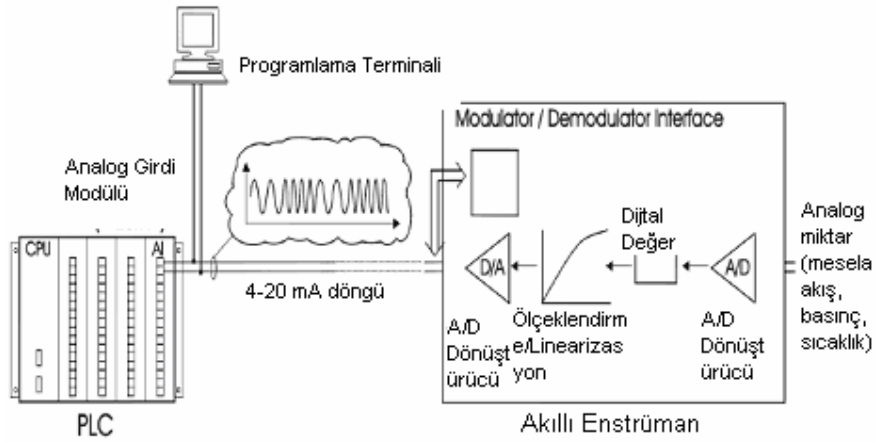 Programlama Terminali
Modulator / Demodulator Interface
Analog Girdi
Modülü
Dijtal
Değer
Analog
miktar
(mesela
akış,
basınç,
sıcaklık)
CPU
AI
D/A
A/D
4-20 mA döngü
A/D
Dönüşt
ürücü
Ölçeklendirm
e/Linearizas
yon
A/D
Dönüşt
ürücü
PLC
Akıllı Enstrüman